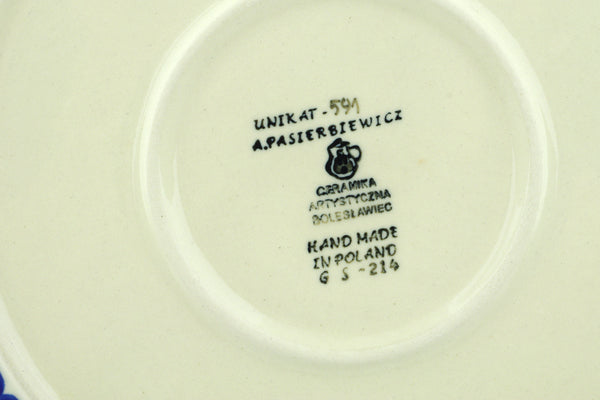 UNIKAT - 591
A.PASIERBIEWICZ
CERAMIKA
ARTYSTYCZNA
BOLESŁAWIEC
HAND MADE
IN POLAND
G S - 214